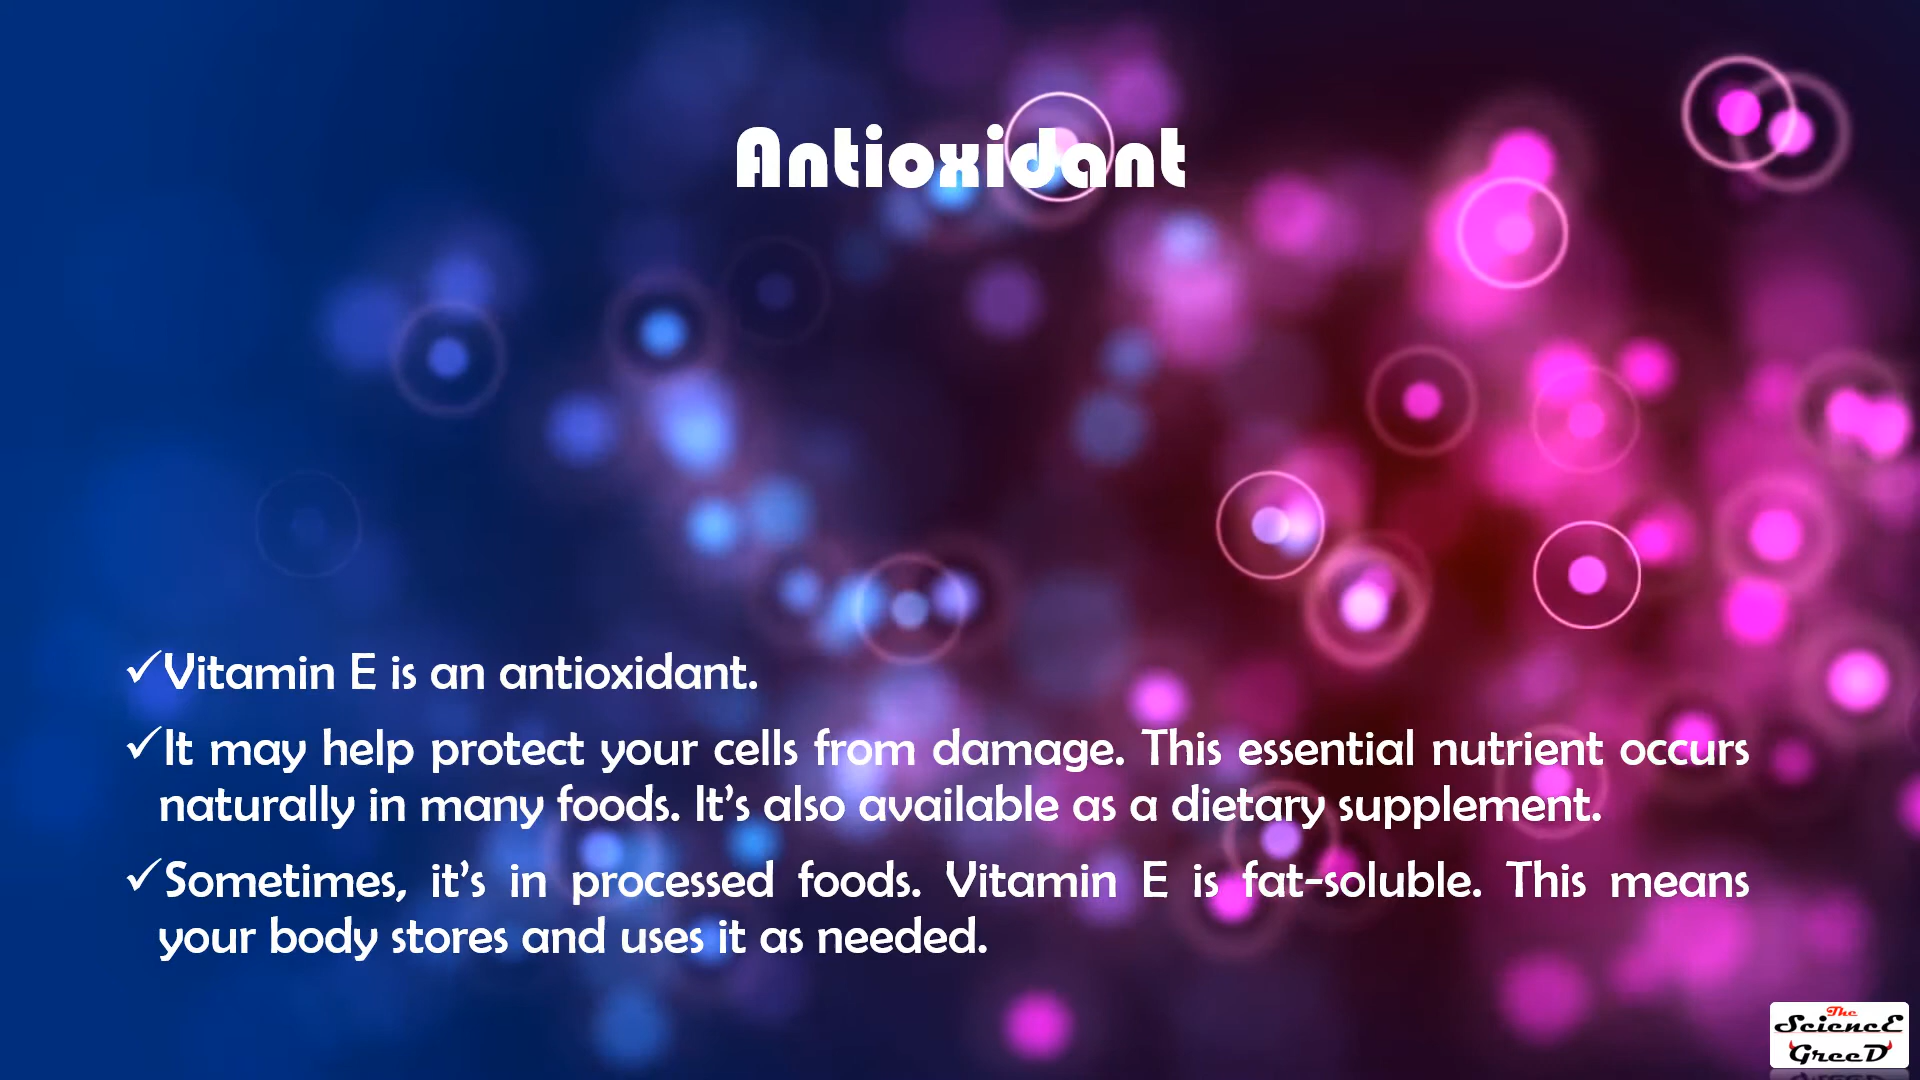 Antioxidant
✓Vitamin E is an antioxidant.
✓It may help protect your cells from damage. This essential nutrient occurs
naturally in many foods. It's also available as a dietary supplement.
✓Sometimes, it's in processed foods. Vitamin E is fat-soluble. This means
your body stores and uses it as needed.
The
SciencE
GreeD